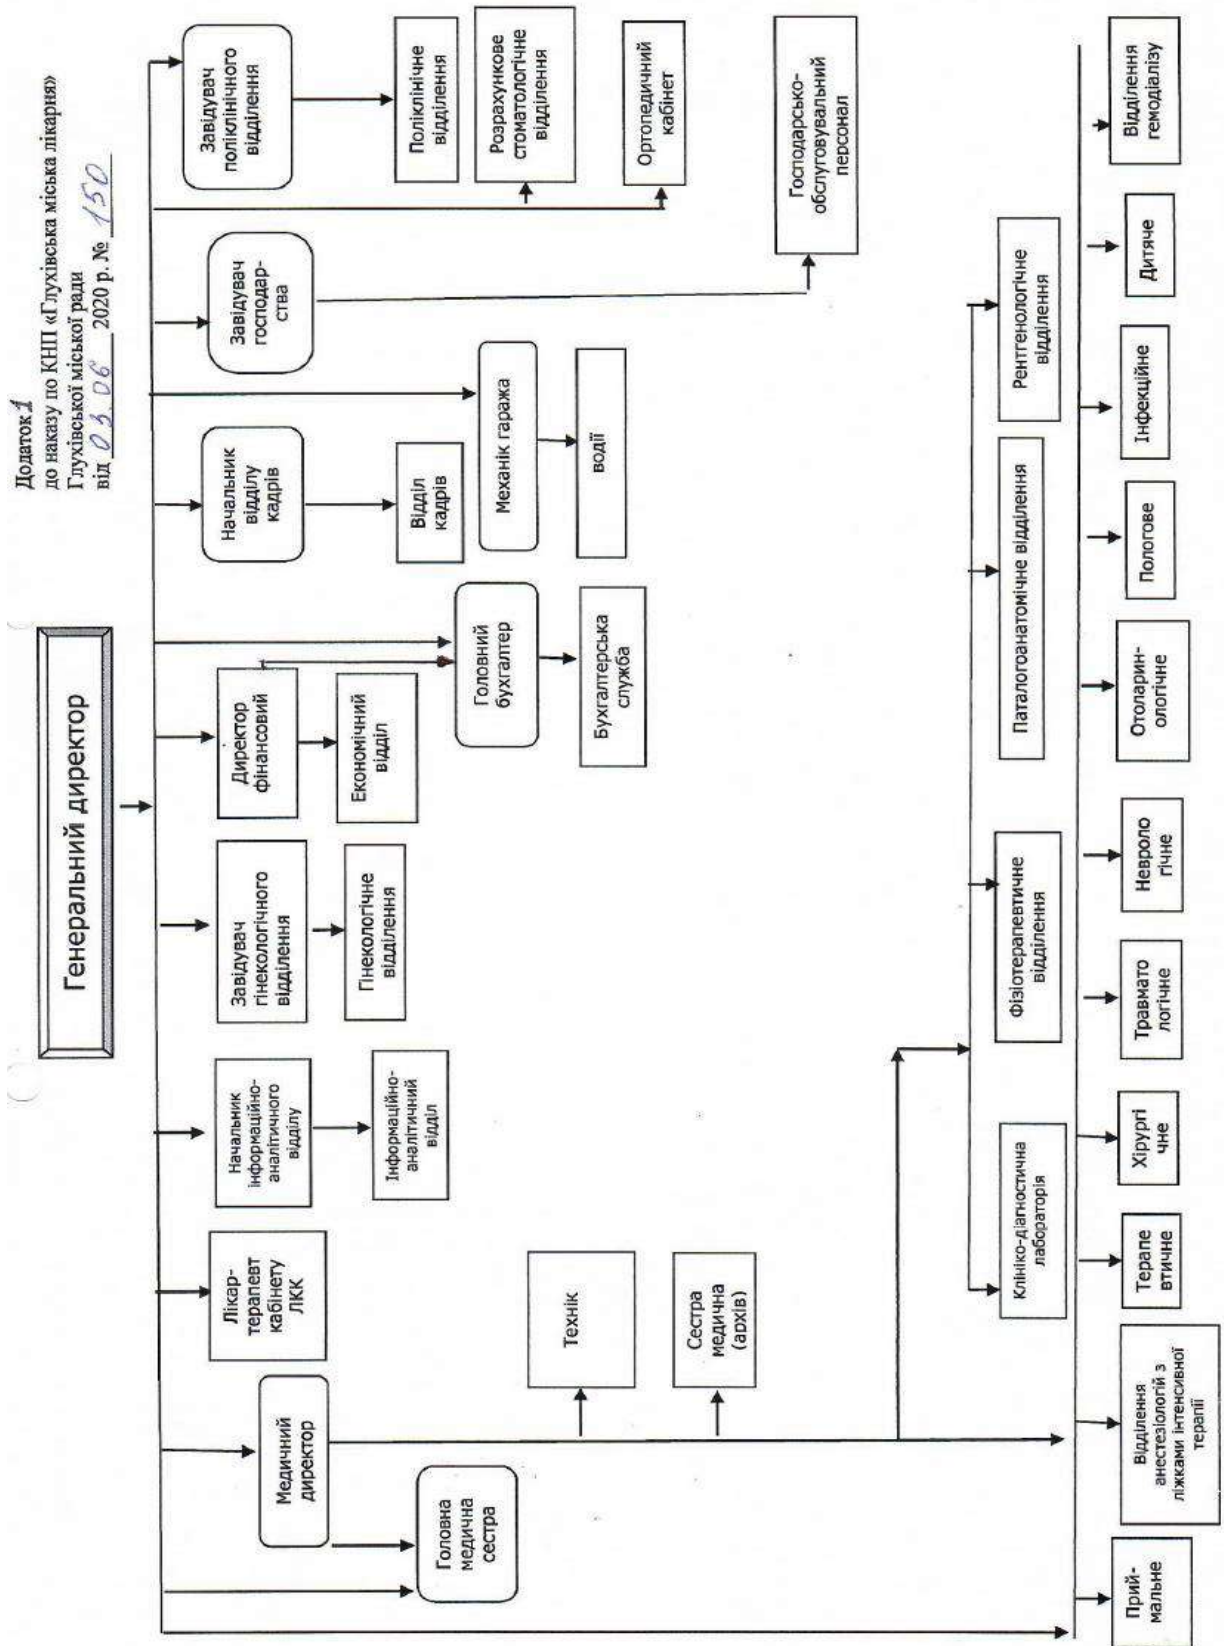 Додаток 1
до наказу по КНП «Глухівська міська лікарня»
Глухівської міської ради
від 03.06 2020 р. № 150
Генеральний директор
Медичний
директор
Головна
медична
сестра
Лікар-
терапевт
кабінету
ЛКК
Начальник
інформаційно-
аналітичного
відділу
Інформаційно-
аналітичний
відділ
Завідувач
гінекологічного
відділення
Гінекологічне
відділення
Директор
фінансовий
Економічний
відділ
Головний
бухгалтер
Бухгалтерська
служба
Начальник
відділу
кадрів
Відділ
кадрів
Механік гаража
водії
Завідувач
господар-
ства
Господарсько-
обслуговувальний
персонал
Завідувач
поліклінічного
відділення
Поліклінічне
відділення
Розрахункове
стоматологічне
відділення
Ортопедичний
кабінет
Технік
Сестра
медична
(архів)
Клініко-діагностична
лабораторія
Фізіотерапевтичне
відділення
Паталогоанатомічне відділення
Рентгенологічне
відділення
Прий-
мальне
Відділення
анестезіологій з
ліжками інтенсивної
терапії
Терапе
втичне
Хірургі
чне
Травмато
логічне
Невроло
гічне
Отоларин-
ологічне
Пологове
Інфекційне
Дитяче
Відділення
гемодіалізу